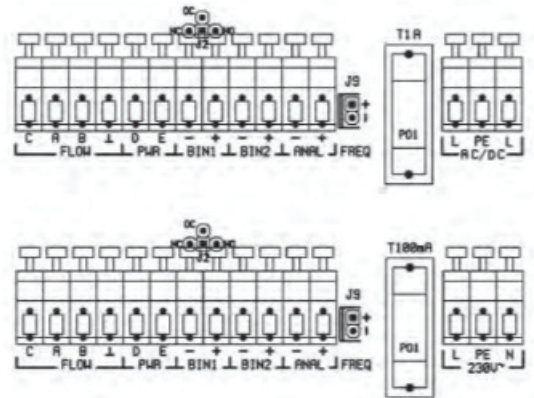 OC
NC NO
J2
T1A
J9
+
-
PO1
C A B ⊥ D E - + - + - +
FLOW PWR BIN1 BIN2 ANAL FREQ
L PE L
AC/DC
OC
NC NO
J2
T100mA
J9
+
-
PO1
C A B ⊥ D E - + - + - +
FLOW PWR BIN1 BIN2 ANAL FREQ
L PE N
230V~